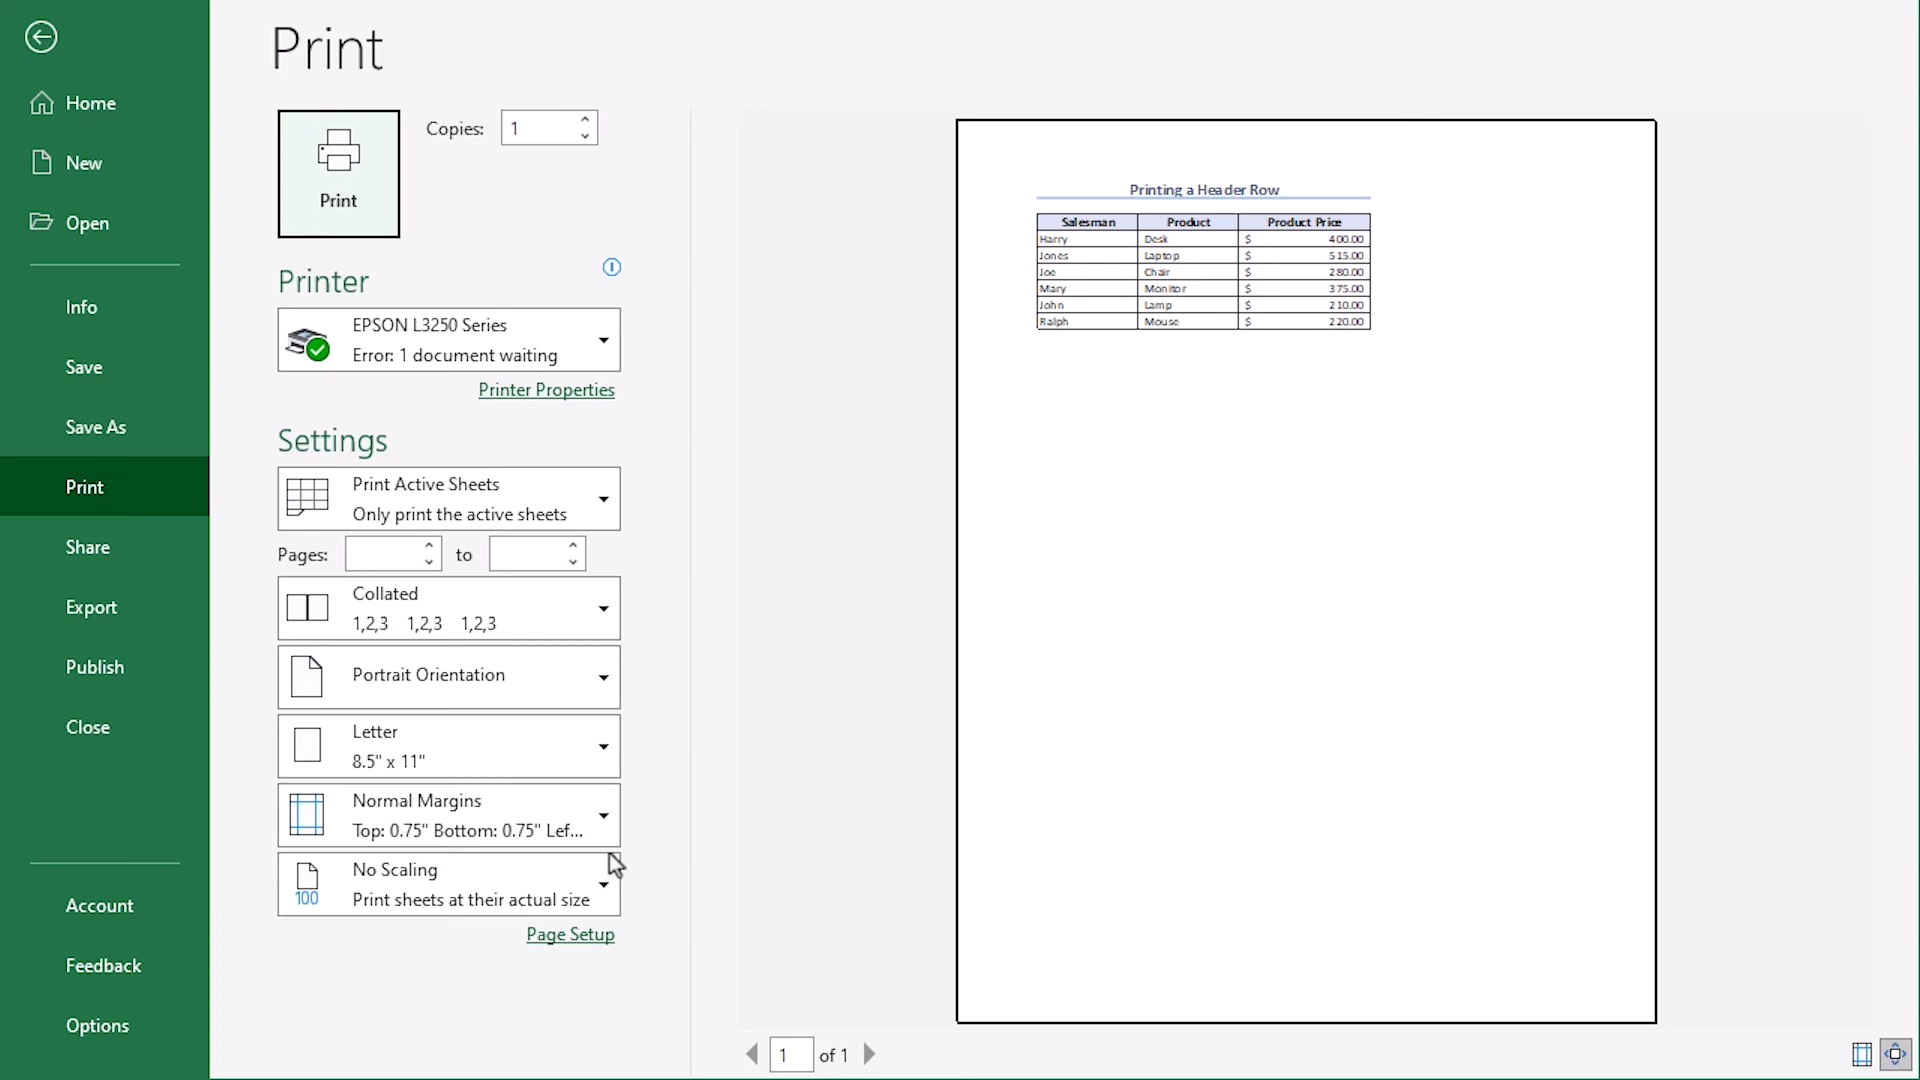 Print
Home
New
Open
Info
Save
Save As
Print
Share
Export
Publish
Close
Account
Feedback
Options
Print
Copies: 1
Printer
EPSON L3250 Series
Error: 1 document waiting
Printer Properties
Settings
Print Active Sheets
Only print the active sheets
Pages: to
Collated
1,2,3 1,2,3 1,2,3
Portrait Orientation
Letter
8.5" x 11"
Normal Margins
Top: 0.75" Bottom: 0.75" Lef...
No Scaling
100
Print sheets at their actual size
Page Setup
Printing a Header Row
Salesman Product Product Price
Harry Desk $ 400.00
Jones Laptop $ 515.00
Joe Chair $ 280.00
Mary Monitor $ 375.00
John Lamp $ 210.00
Ralph Mouse $ 220.00
1 of 1